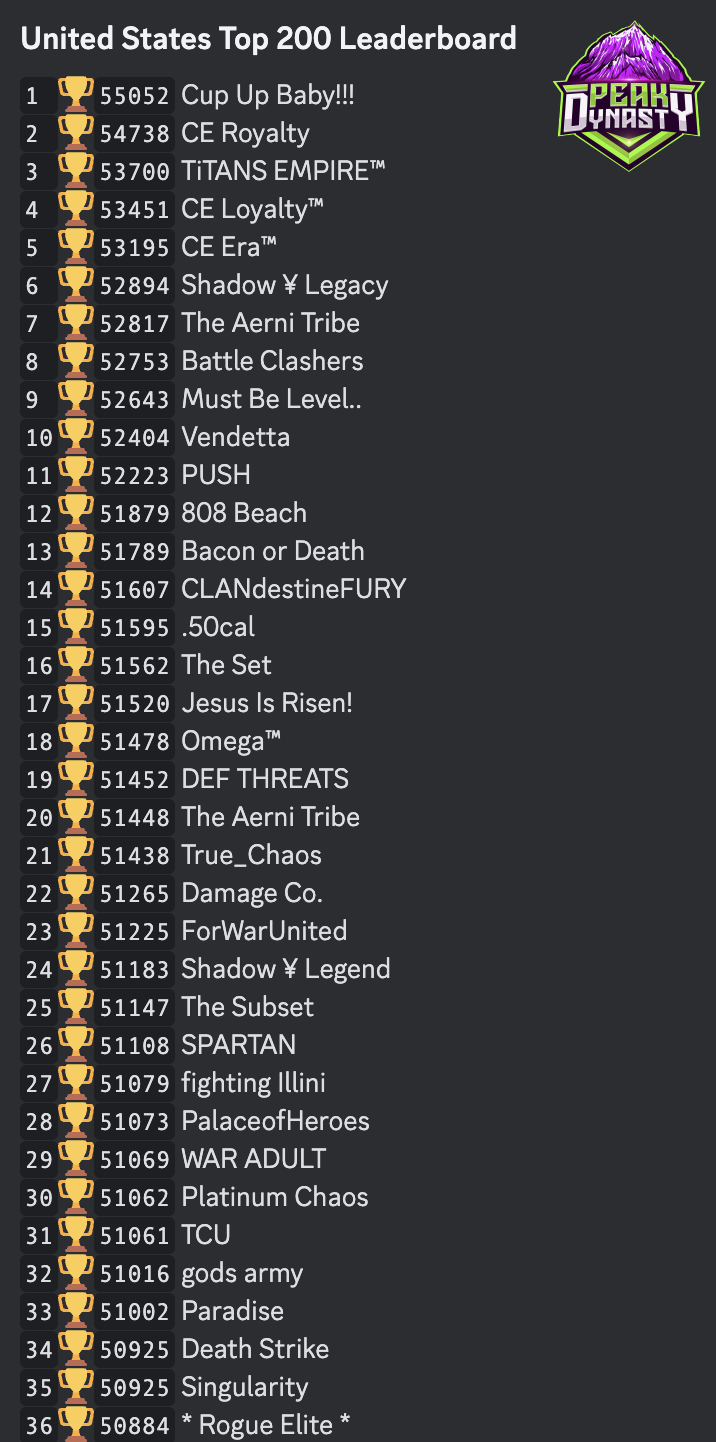 United States Top 200 Leaderboard
PEAK
DYNASTY
1 55052 Cup Up Baby!!!
2 54738 CE Royalty
3 53700 TiTANS EMPIRE™
4 53451 CE Loyalty™
5 53195 CE Era™
6 52894 Shadow ¥ Legacy
7 52817 The Aerni Tribe
8 52753 Battle Clashers
9 52643 Must Be Level..
10 52404 Vendetta
11 52223 PUSH
12 51879 808 Beach
13 51789 Bacon or Death
14 51607 CLANdestineFURY
15 51595 .50cal
16 51562 The Set
17 51520 Jesus Is Risen!
18 51478 Omega™
19 51452 DEF THREATS
20 51448 The Aerni Tribe
21 51438 True_Chaos
22 51265 Damage Co.
23 51225 ForWarUnited
24 51183 Shadow ¥ Legend
25 51147 The Subset
26 51108 SPARTAN
27 51079 fighting Illini
28 51073 PalaceofHeroes
29 51069 WAR ADULT
30 51062 Platinum Chaos
31 51061 TCU
32 51016 gods army
33 51002 Paradise
34 50925 Death Strike
35 50925 Singularity
36 50884 * Rogue Elite *